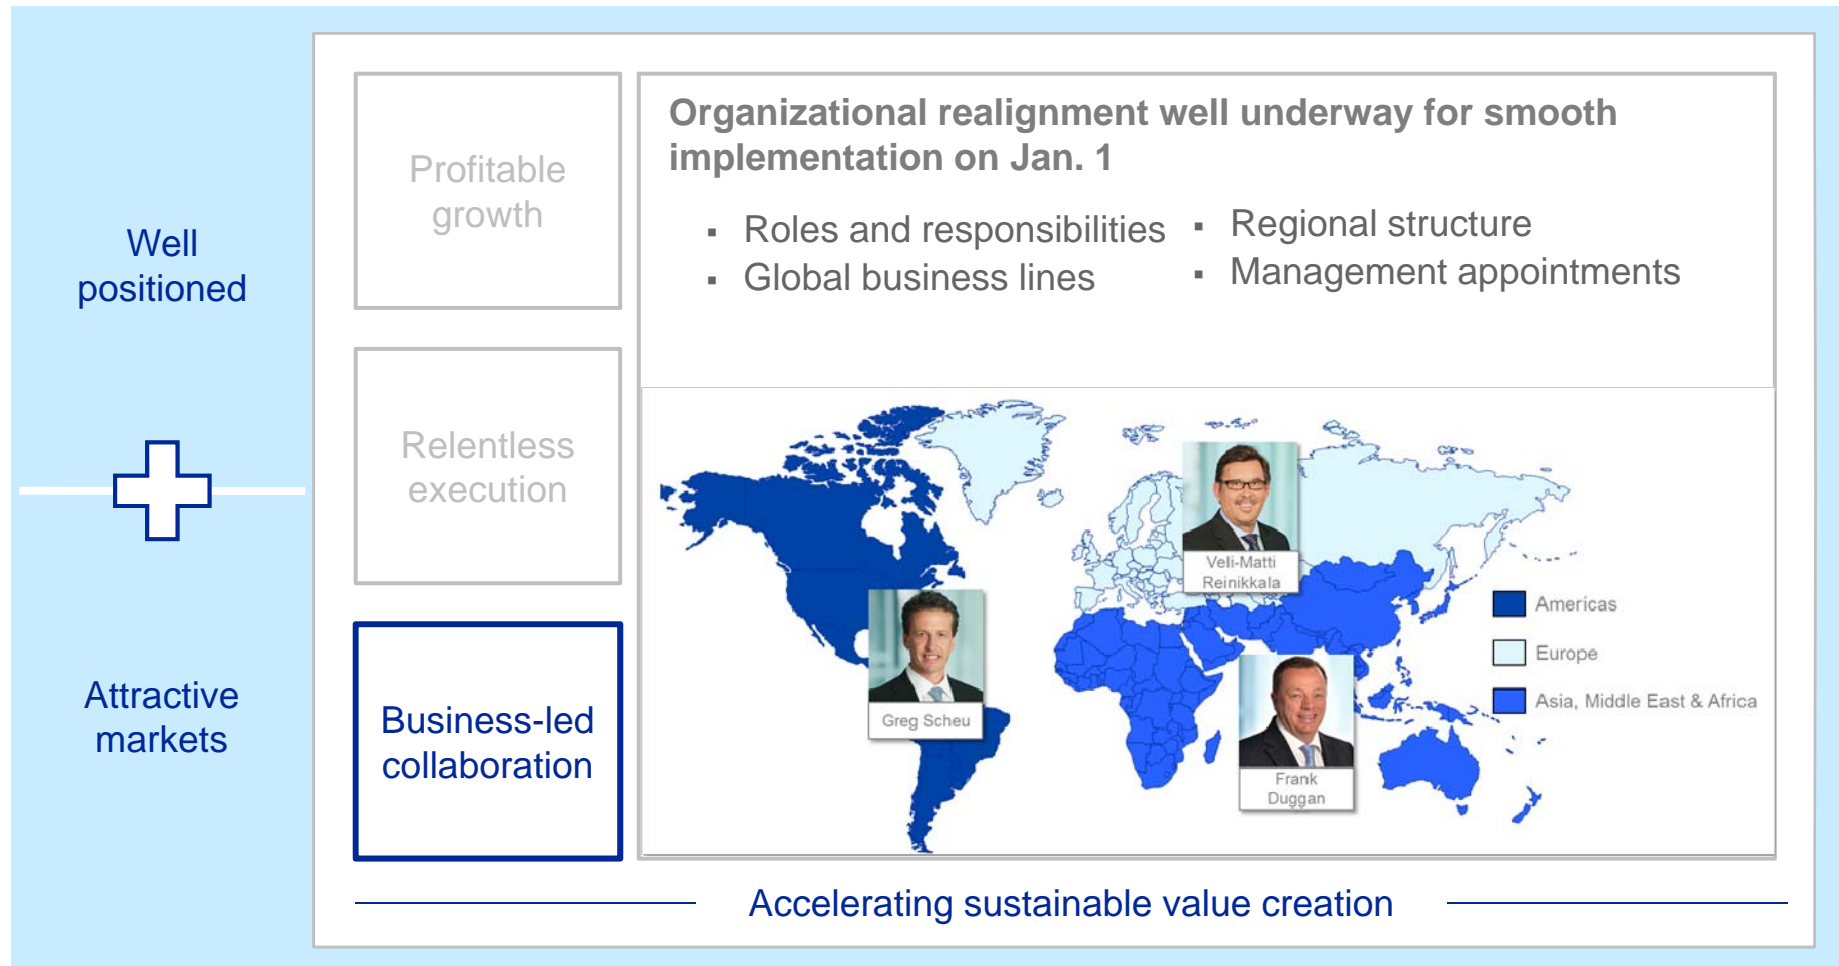 Well
positioned
Attractive
markets
Profitable
growth
Relentless
execution
Business-led
collaboration
Organizational realignment well underway for smooth
implementation on Jan. 1
▪ Roles and responsibilities
▪ Global business lines
▪ Regional structure
▪ Management appointments
Veli-Matti
Reinikkala
Greg Scheu
Frank
Duggan
Americas
Europe
Asia, Middle East & Africa
Accelerating sustainable value creation